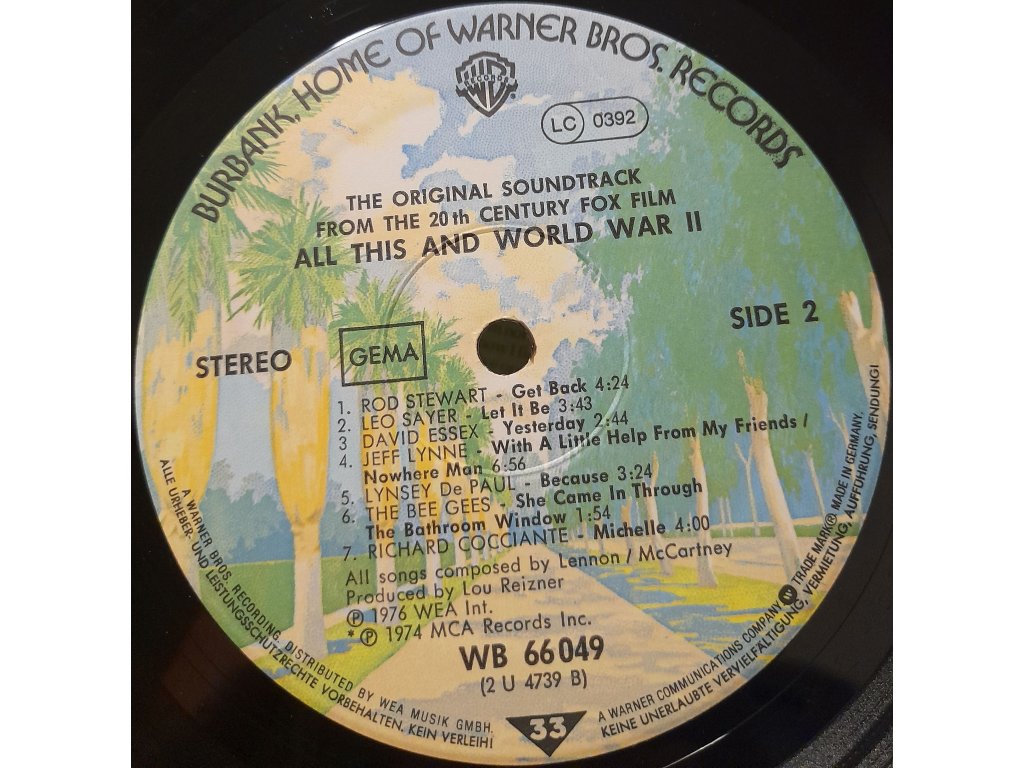 BURBANK, HOME OF WARNER BROS. RECORDS
WB
RECORDS
LC 0392
THE ORIGINAL SOUNDTRACK
FROM THE 20th CENTURY FOX FILM
ALL THIS AND WORLD WAR II
SIDE 2
STEREO
GEMA
1. ROD STEWART - Get Back 4:24
2. LEO SAYER - Let It Be 3:43
3 DAVID ESSEX - Yesterday 2:44
4. JEFF LYNNE - With A Little Help From My Friends /
Nowhere Man 6:56
5. LYNSEY De PAUL - Because 3:24
6. THE BEE GEES - She Came In Through
The Bathroom Window 1:54
7. RICHARD COCCIANTE - Michelle 4:00
All songs composed by Lennon / McCartney
Produced by Lou Reizner
℗ 1976 WEA Int.
* ℗ 1974 MCA Records Inc.
WB 66 049
(2 U 4739 B)
33
A WARNER BROS. RECORDING, DISTRIBUTED BY WEA MUSIK GMBH.
A WARNER COMMUNICATIONS COMPANY TRADE MARK® MADE IN GERMANY.
ALLE URHEBER- UND LEISTUNGSSCHUTZRECHTE VORBEHALTEN. KEIN VERLEIH!
KEINE UNERLAUBTE VERVIELFALTIGUNG, VERMIETUNG, AUFFÜHRUNG, SENDUNG!